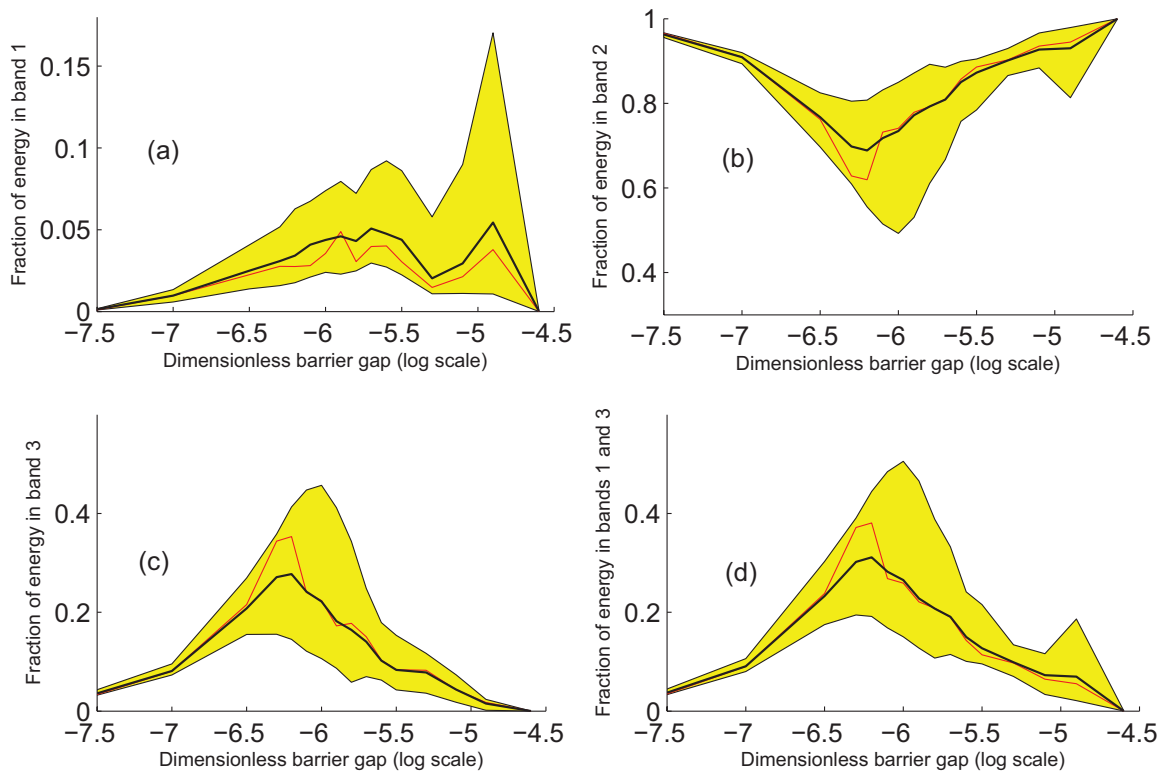 Fraction of energy in band 1
0.15
0.1
0.05
0
(a)
−7.5 −7 −6.5 −6 −5.5 −5 −4.5
Dimensionless barrier gap (log scale)
Fraction of energy in band 2
1
0.8
0.6
0.4
(b)
−7.5 −7 −6.5 −6 −5.5 −5 −4.5
Dimensionless barrier gap (log scale)
Fraction of energy in band 3
0.4
0.2
0
(c)
−7.5 −7 −6.5 −6 −5.5 −5 −4.5
Dimensionless barrier gap (log scale)
Fraction of energy in bands 1 and 3
0.4
0.2
0
(d)
−7.5 −7 −6.5 −6 −5.5 −5 −4.5
Dimensionless barrier gap (log scale)